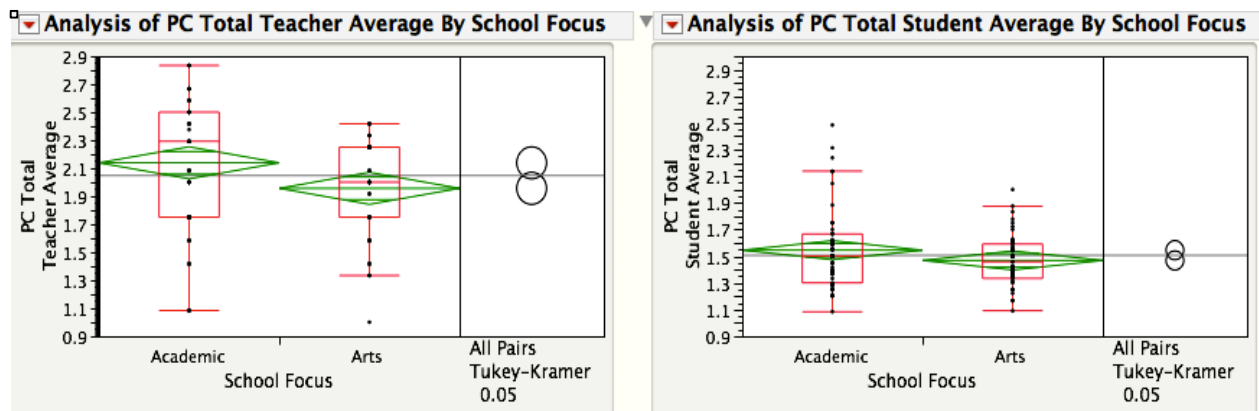 Analysis of PC Total Teacher Average By School Focus
2.9
2.7
2.5
2.3
2.1
1.9
1.7
1.5
1.3
1.1
0.9
PC Total
Teacher Average
Academic
Arts
School Focus
All Pairs
Tukey-Kramer
0.05
Analysis of PC Total Student Average By School Focus
2.9
2.7
2.5
2.3
2.1
1.9
1.7
1.5
1.3
1.1
0.9
PC Total
Student Average
Academic
Arts
School Focus
All Pairs
Tukey-Kramer
0.05